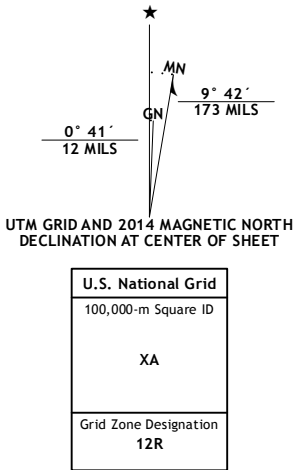 MN
GN
9° 42´
173 MILS
0° 41´
12 MILS
UTM GRID AND 2014 MAGNETIC NORTH
DECLINATION AT CENTER OF SHEET
U.S. National Grid
100,000-m Square ID
XA
Grid Zone Designation
12R